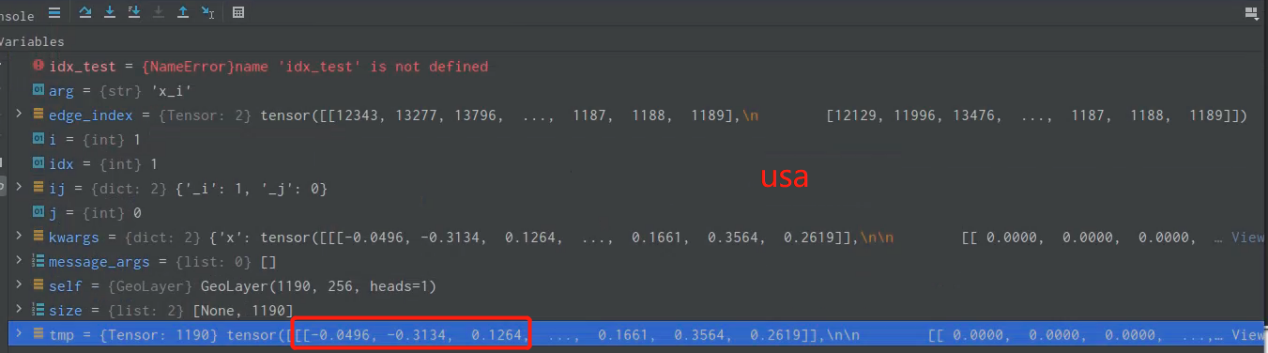 nsole
Variables
idx_test = {NameError}name 'idx_test' is not defined
arg = {str} 'x_i'
edge_index = {Tensor: 2} tensor([[12343, 13277, 13796, ..., 1187, 1188, 1189],\n [12129, 11996, 13476, ..., 1187, 1188, 1189]])
i = {int} 1
idx = {int} 1
usa
ij = {dict: 2} {'_i': 1, '_j': 0}
j = {int} 0
kwargs = {dict: 2} {'x': tensor([[[-0.0496, -0.3134, 0.1264, ..., 0.1661, 0.3564, 0.2619]],\n\n [[ 0.0000, 0.0000, 0.0000, … View
message_args = {list: 0} []
self = {GeoLayer} GeoLayer(1190, 256, heads=1)
size = {list: 2} [None, 1190]
tmp = {Tensor: 1190} tensor([[[-0.0496, -0.3134, 0.1264, ..., 0.1661, 0.3564, 0.2619]],\n\n [[ 0.0000, 0.0000, 0.0000, ...,… View